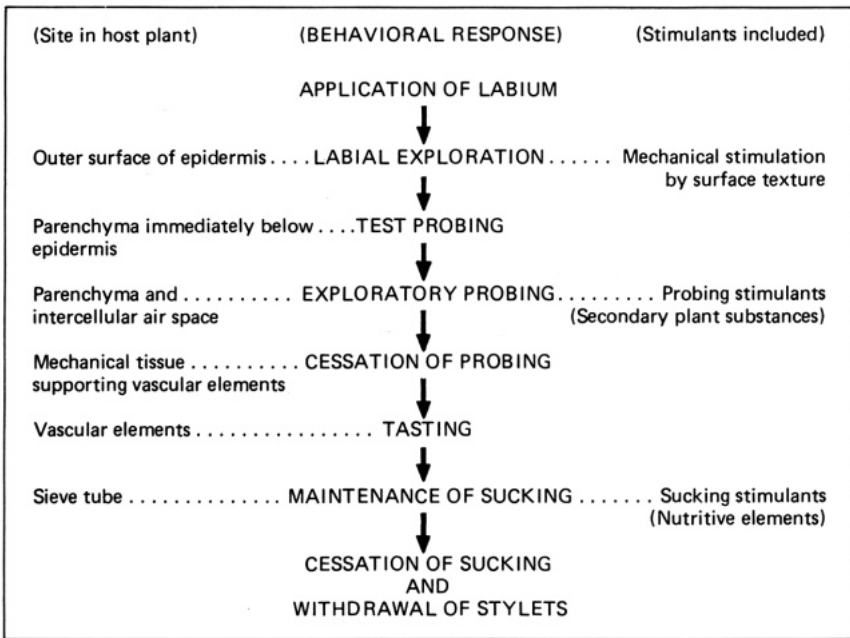 (Site in host plant) (BEHAVIORAL RESPONSE) (Stimulants included)
APPLICATION OF LABIUM
Outer surface of epidermis .... LABIAL EXPLORATION ...... Mechanical stimulation
by surface texture
Parenchyma immediately below .... TEST PROBING
epidermis
Parenchyma and .......... EXPLORATORY PROBING ......... Probing stimulants
intercellular air space (Secondary plant substances)
Mechanical tissue .......... CESSATION OF PROBING
supporting vascular elements
Vascular elements ................ TASTING
Sieve tube .............. MAINTENANCE OF SUCKING ....... Sucking stimulants
(Nutritive elements)
CESSATION OF SUCKING
AND
WITHDRAWAL OF STYLETS